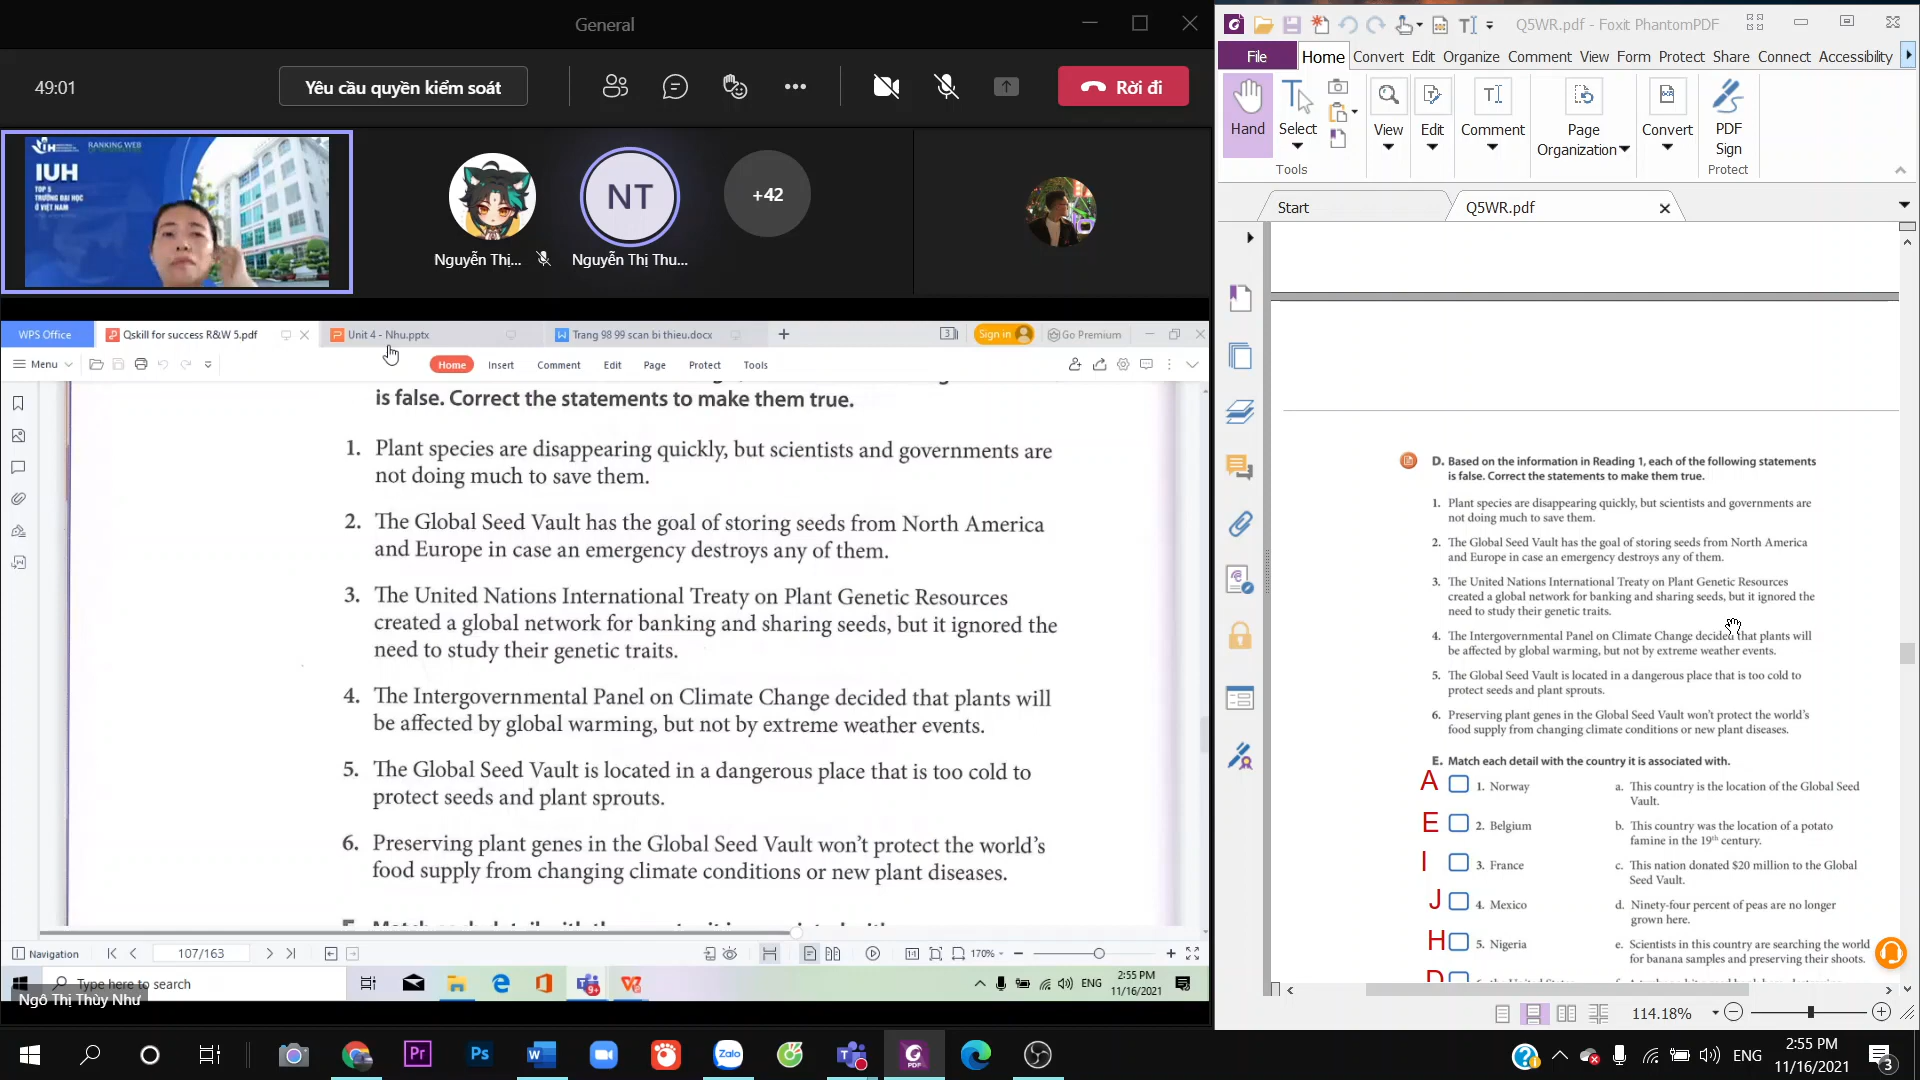 General
49:01
Yêu cầu quyền kiểm soát
Rời đi
RANKING WEB
IUH
TOP 5
TRƯỜNG ĐẠI HỌC
Ở VIỆT NAM
NT
+42
Nguyễn Thị...
Nguyễn Thị Thu...
WPS Office
Qskill for success R&W 5.pdf
Unit 4 - Nhu.pptx
Trang 98 99 scan bi thieu.docx
Sign in
Go Premium
Menu
Home
Insert
Comment
Edit
Page
Protect
Tools
is false. Correct the statements to make them true.
1. Plant species are disappearing quickly, but scientists and governments are
not doing much to save them.
2. The Global Seed Vault has the goal of storing seeds from North America
and Europe in case an emergency destroys any of them.
3. The United Nations International Treaty on Plant Genetic Resources
created a global network for banking and sharing seeds, but it ignored the
need to study their genetic traits.
4. The Intergovernmental Panel on Climate Change decided that plants will
be affected by global warming, but not by extreme weather events.
5. The Global Seed Vault is located in a dangerous place that is too cold to
protect seeds and plant sprouts.
6. Preserving plant genes in the Global Seed Vault won't protect the world's
food supply from changing climate conditions or new plant diseases.
Navigation
107/163
170%
Type here to search
ENG
2:55 PM
11/16/2021
Ngô Thị Thùy Như
Q5WR.pdf - Foxit PhantomPDF
File
Home
Convert
Edit
Organize
Comment
View
Form
Protect
Share
Connect
Accessibility
Hand
Select
View
Edit
Comment
Page
Organization
Convert
PDF
Sign
Tools
Protect
Start
Q5WR.pdf
D. Based on the information in Reading 1, each of the following statements
is false. Correct the statements to make them true.
1. Plant species are disappearing quickly, but scientists and governments are
not doing much to save them.
2. The Global Seed Vault has the goal of storing seeds from North America
and Europe in case an emergency destroys any of them.
3. The United Nations International Treaty on Plant Genetic Resources
created a global network for banking and sharing seeds, but it ignored the
need to study their genetic traits.
4. The Intergovernmental Panel on Climate Change decided that plants will
be affected by global warming, but not by extreme weather events.
5. The Global Seed Vault is located in a dangerous place that is too cold to
protect seeds and plant sprouts.
6. Preserving plant genes in the Global Seed Vault won't protect the world's
food supply from changing climate conditions or new plant diseases.
E. Match each detail with the country it is associated with.
A 1. Norway
a. This country is the location of the Global Seed
Vault.
E 2. Belgium
b. This country was the location of a potato
famine in the 19th century.
I 3. France
c. This nation donated $20 million to the Global
Seed Vault.
J 4. Mexico
d. Ninety-four percent of peas are no longer
grown here.
H 5. Nigeria
e. Scientists in this country are searching the world
for banana samples and preserving their shoots.
D
114.18%
Zalo
ENG
2:55 PM
11/16/2021
3